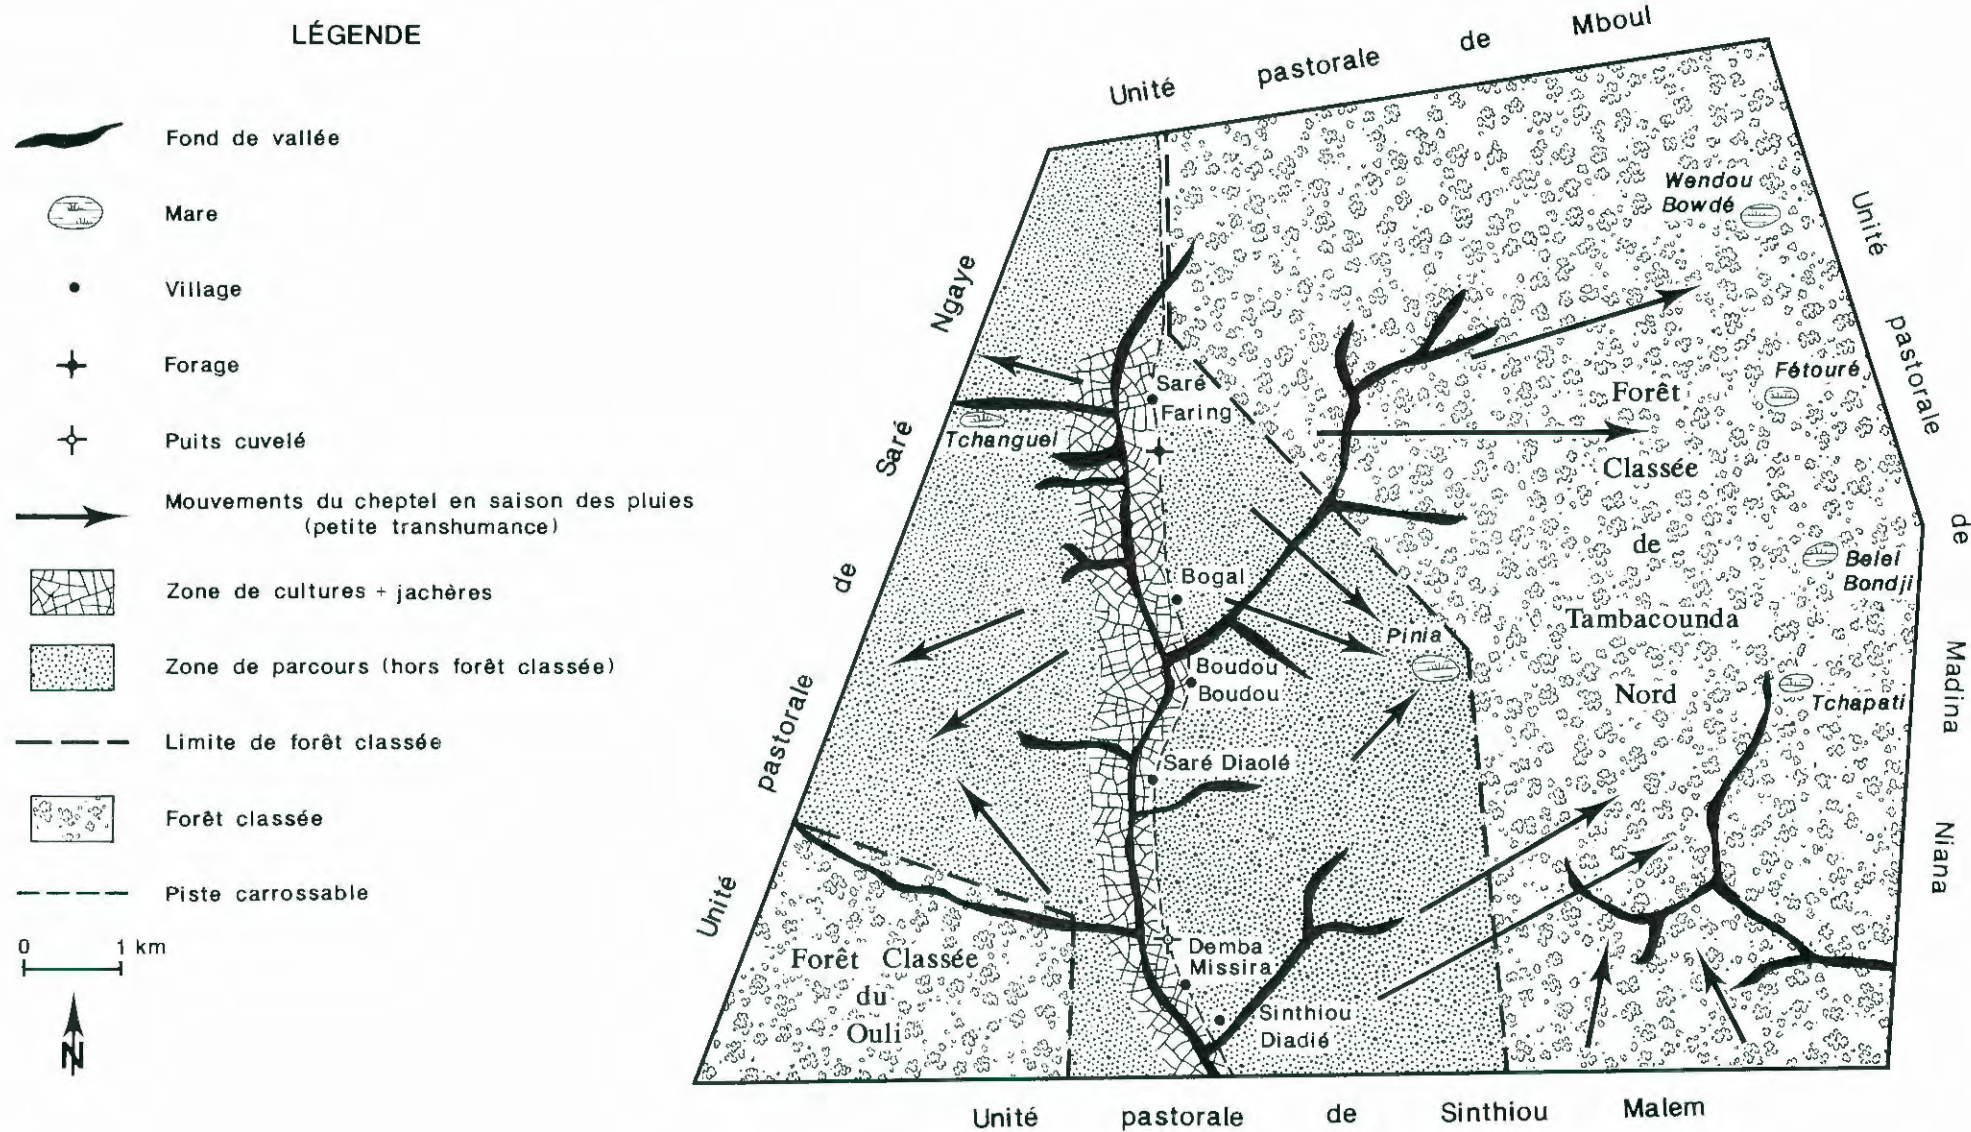 LÉGENDE
Fond de vallée
Mare
Village
Forage
Puits cuvelé
Mouvements du cheptel en saison des pluies
(petite transhumance)
Zone de cultures + jachères
Zone de parcours (hors forêt classée)
Limite de forêt classée
Forêt classée
Piste carrossable
0 1 km
N
Unité pastorale de Mboul
Unité pastorale de Saré Ngaye
Unité pastorale de Madina Niana
Unité pastorale de Sinthiou Malem
Wendou
Bowdé
Fétouré
Forêt
Classée
de
Tambacounda
Nord
Belei
Bondji
Tchapati
Saré
Faring
Tchanguel
Bogal
Pinia
Boudou
Boudou
Saré Diaolé
Demba
Missira
Sinthiou
Diadié
Forêt Classée
du
Ouli